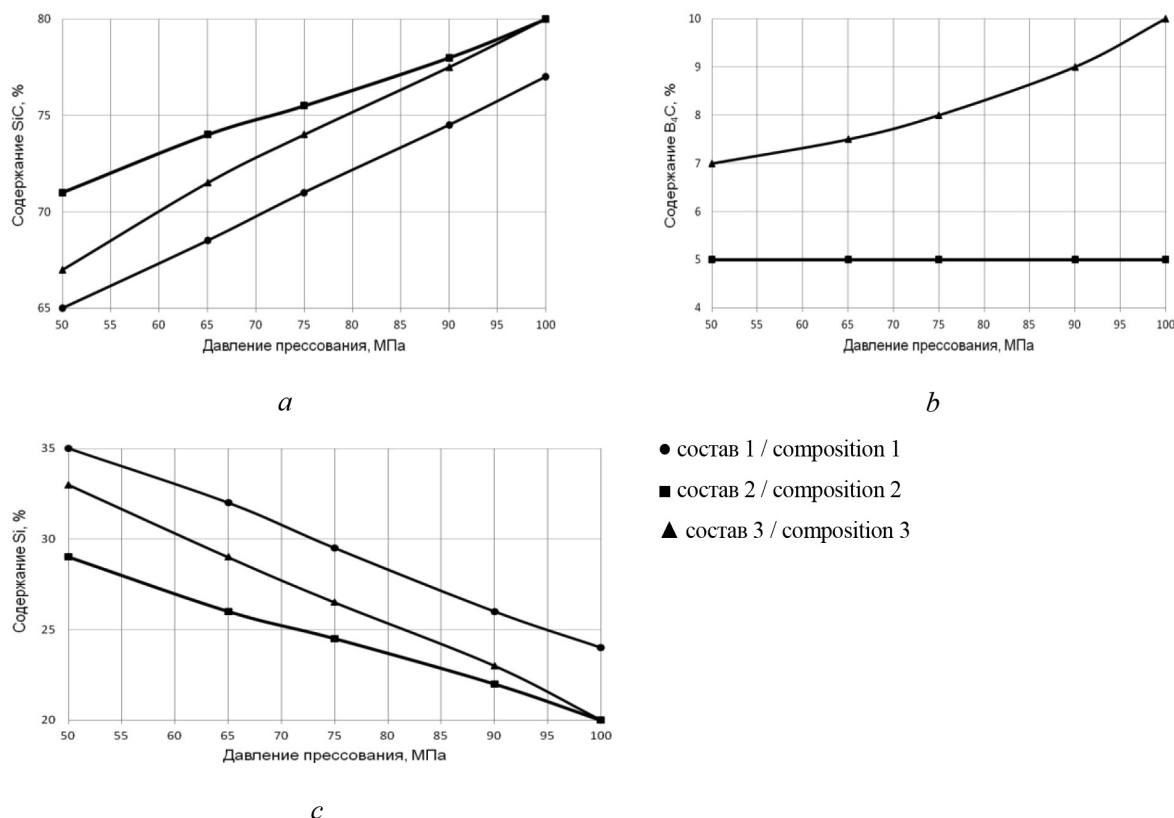 80
75
70
65
Содержание SiC, %
50 55 60 65 70 75 80 85 90 95 100
Давление прессования, МПа
a
10
9
8
7
6
5
4
Содержание B₄C, %
50 55 60 65 70 75 80 85 90 95 100
Давление прессования, МПа
b
35
30
25
20
Содержание Si, %
50 55 60 65 70 75 80 85 90 95 100
Давление прессования, МПа
c
состав 1 / composition 1
состав 2 / composition 2
состав 3 / composition 3